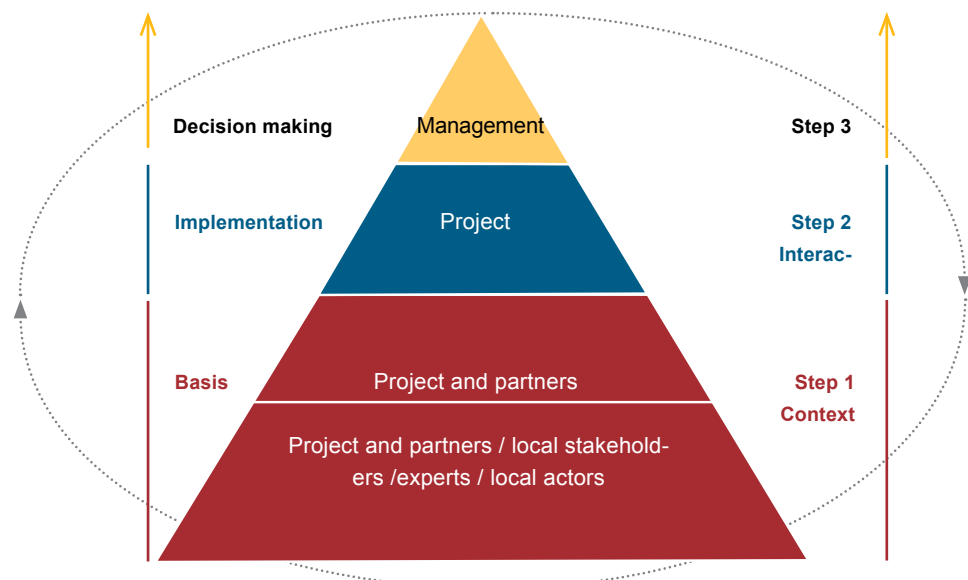 Decision making
Management
Step 3
Implementation
Project
Step 2
Interac-
Basis
Project and partners
Step 1
Context
Project and partners / local stakehold-
ers /experts / local actors